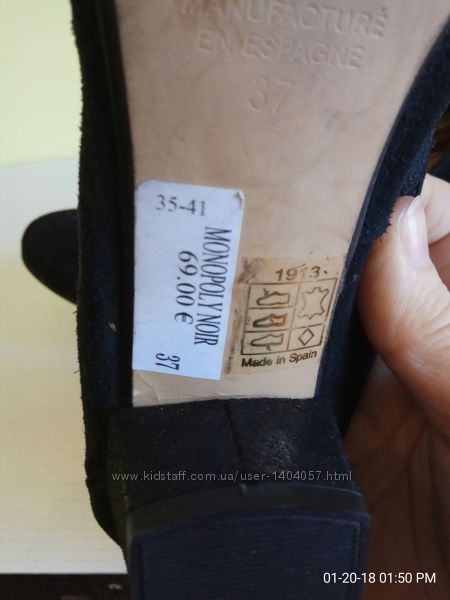 MANUFACTURÈ
EN ESPAGNE
37
35-41
MONOPOLY NOIR
69.00 €
37
1913.
Made in Spain
www.kidstaff.com.ua/user-1404057.html
01-20-18 01:50 PM